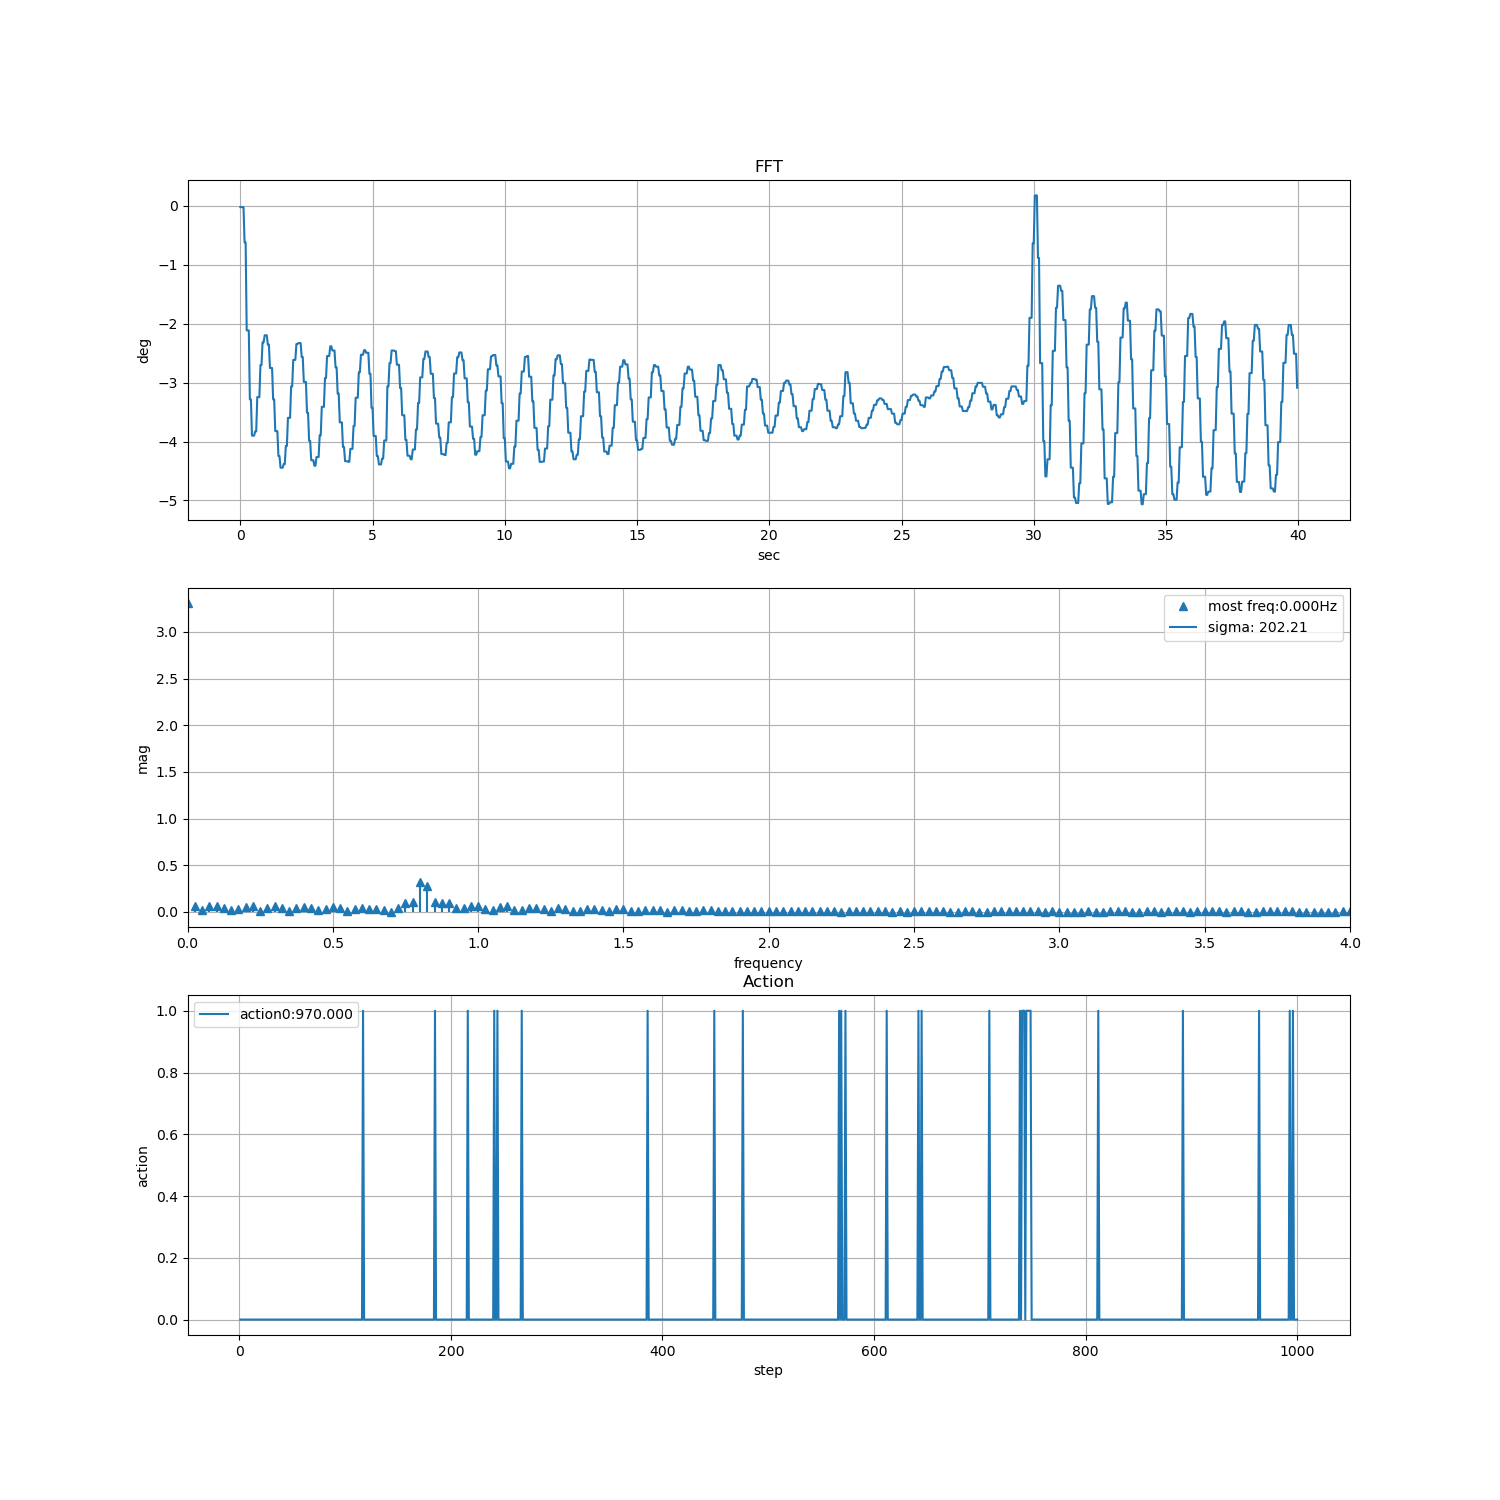 FFT
0
−1
−2
−3
−4
−5
deg
0 5 10 15 20 25 30 35 40
sec
most freq:0.000Hz
sigma: 202.21
3.0
2.5
2.0
1.5
1.0
0.5
0.0
mag
0.0 0.5 1.0 1.5 2.0 2.5 3.0 3.5 4.0
frequency
Action
action0:970.000
1.0
0.8
0.6
0.4
0.2
0.0
action
0 200 400 600 800 1000
step